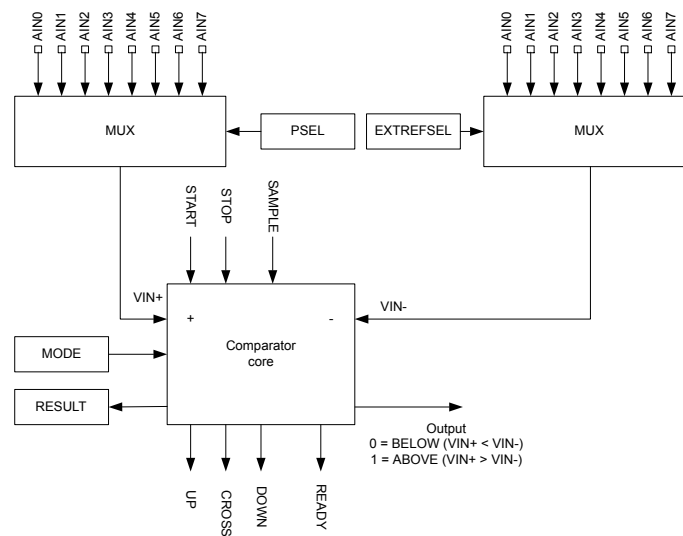 AIN0 AIN1 AIN2 AIN3 AIN4 AIN5 AIN6 AIN7
AIN0 AIN1 AIN2 AIN3 AIN4 AIN5 AIN6 AIN7
MUX
PSEL
EXTREFSEL
MUX
START
STOP
SAMPLE
VIN+
VIN-
+
-
Comparator
core
MODE
RESULT
Output
0 = BELOW (VIN+ < VIN-)
1 = ABOVE (VIN+ > VIN-)
UP
CROSS
DOWN
READY